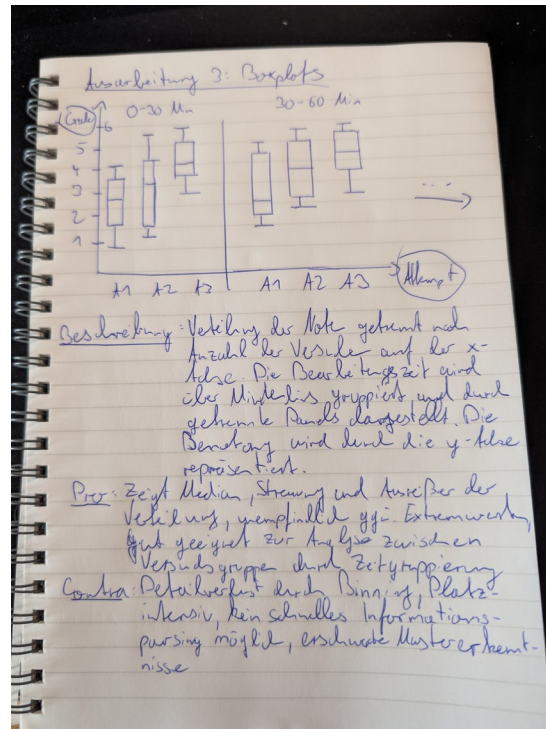 Ausarbeitung 3: Boxplots
0-30 Min 30-60 Min
Grade
6
5
4
3
2
1
...
A1 A2 A3 A1 A2 A3 Attempt
Beschreibung: Verteilung der Note getrennt nach
Anzahl der Versuche auf der x-
Achse. Die Bearbeitungszeit wird
über Minutenbins gruppiert und durch
getrennte Panels dargestellt. Die
Benotung wird durch die y-Achse
repräsentiert.
Pro: Zeigt Median, Streuung und Ausreißer der
Verteilung, unempfindlich ggü. Extremwerten,
gut geeignet zur Analyse zwischen
Versuchsgruppen durch Zeitgruppierung
Contra: Detailverlust durch Binning, Platz-
intensiv, kein schnelles Informations-
parsing möglich, erschwerte Mustererkennt-
nisse